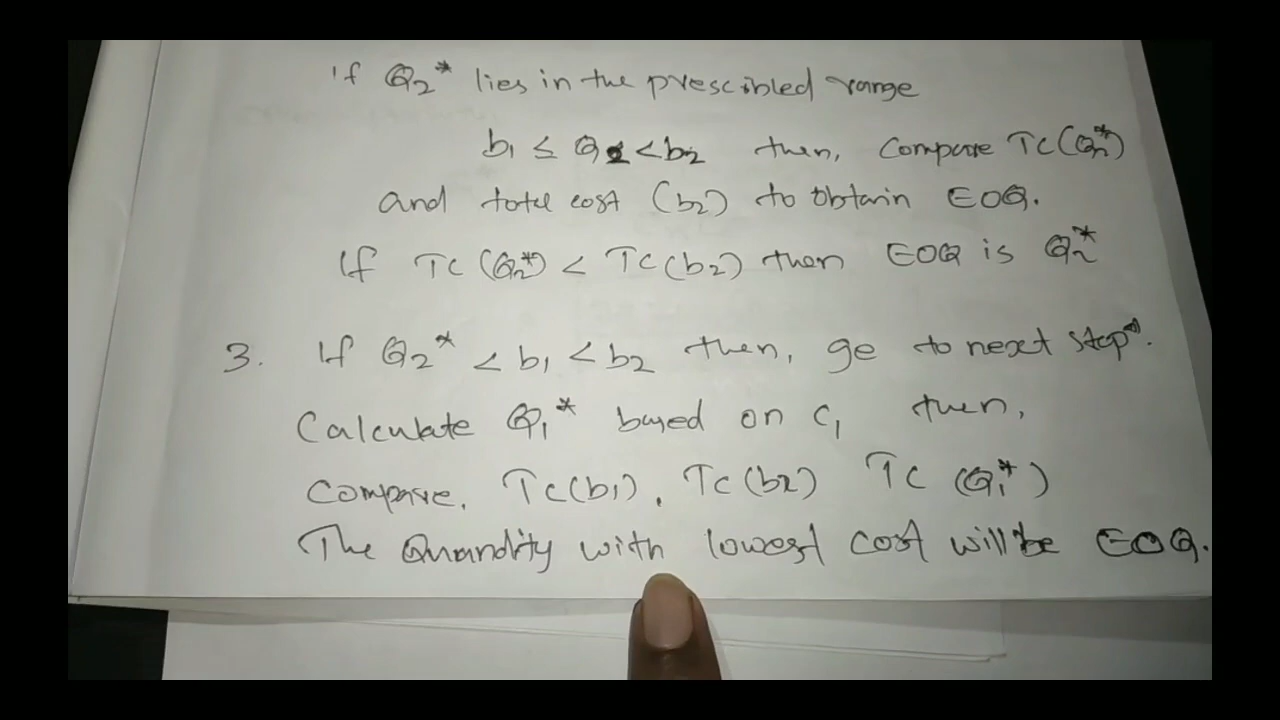 If Q₂* lies in the prescibled range
b₁ ≤ Q₂ < b₂ then, Compare TC(Q₂*)
and total cost (b₂) to obtain EOQ.
If TC (Q₂*) < TC(b₂) then EOQ is Q₂*
3. If Q₂* < b₁ < b₂ then, go to next step.
Calculate Q₁* based on C₁ then,
Compare. TC(b₁), TC(b₂) TC (Q₁*)
The Quandity with lowest cost will be EOQ.